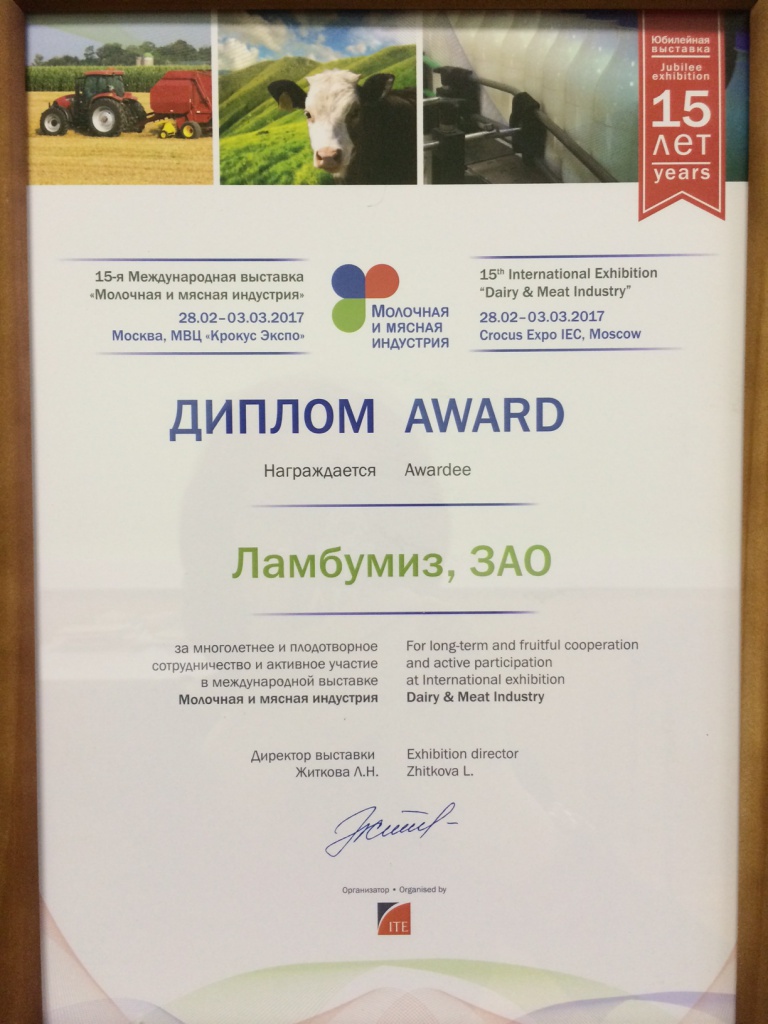 Юбилейная
выставка
Jubilee
exhibition
15
лет
years
15-я Международная выставка
«Молочная и мясная индустрия»
28.02–03.03.2017
Москва, МВЦ «Крокус Экспо»
Молочная
и мясная
индустрия
15th International Exhibition
"Dairy & Meat Industry"
28.02–03.03.2017
Crocus Expo IEC, Moscow
ДИПЛОМ AWARD
Награждается Awardee
Ламбумиз, ЗАО
за многолетнее и плодотворное
сотрудничество и активное участие
в международной выставке
Молочная и мясная индустрия
For long-term and fruitful cooperation
and active participation
at International exhibition
Dairy & Meat Industry
Директор выставки
Житкова Л.Н.
Exhibition director
Zhitkova L.
Организатор • Organised by
ITE